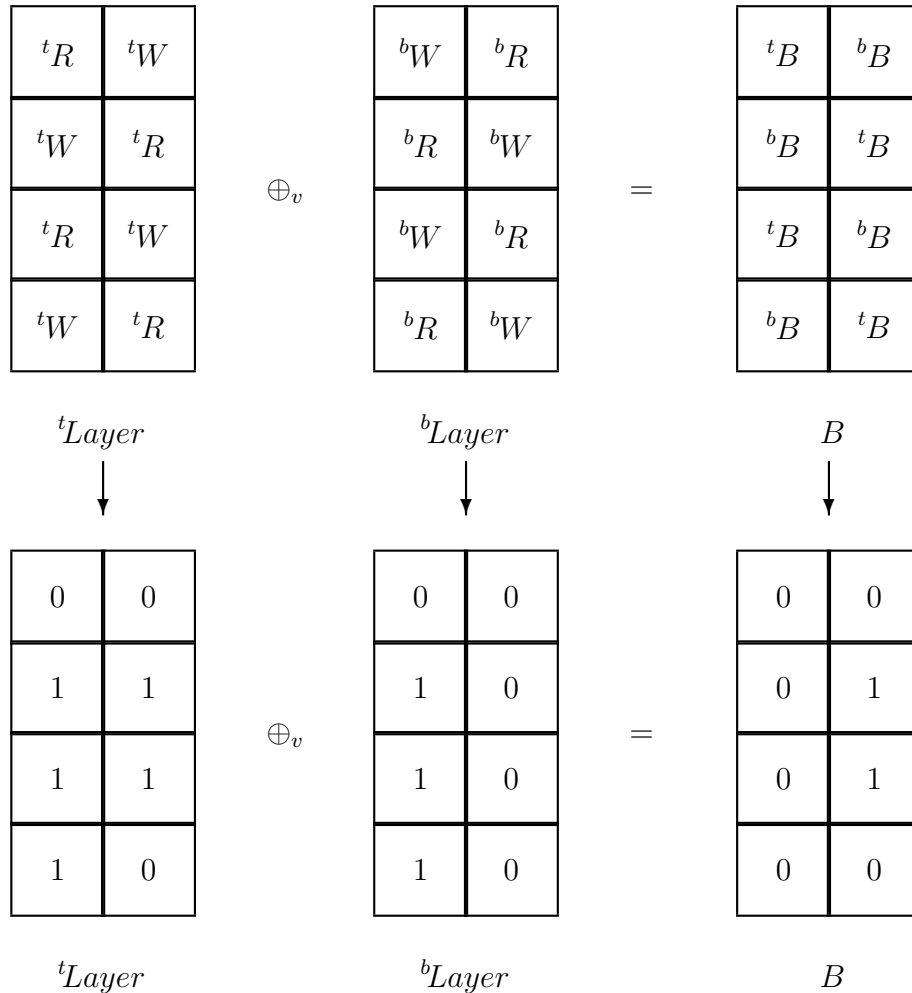 ᵗR ᵗW ᵇW ᵇR ᵗB ᵇB
ᵗW ᵗR ᵇR ᵇW ᵇB ᵗB
⊕ᵥ =
ᵗR ᵗW ᵇW ᵇR ᵗB ᵇB
ᵗW ᵗR ᵇR ᵇW ᵇB ᵗB
ᵗLayer ᵇLayer B
0 0 0 0 0 0
1 1 1 0 0 1
⊕ᵥ =
1 1 1 0 0 1
1 0 1 0 0 0
ᵗLayer ᵇLayer B